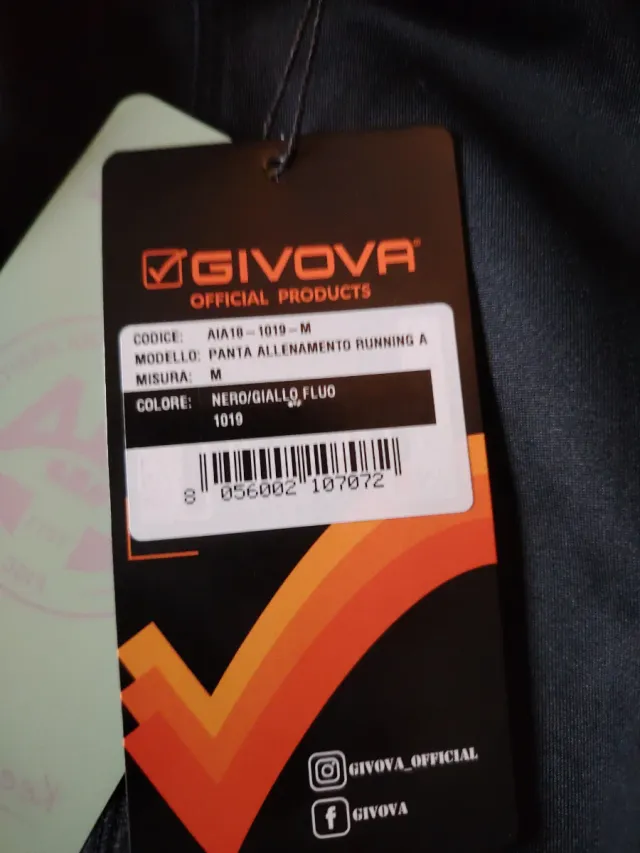 GIVOVA
OFFICIAL PRODUCTS
CODICE: AIA18-1019-M
MODELLO: PANTA ALLENAMENTO RUNNING A
MISURA: M
COLORE: NERO/GIALLO FLUO
1019
8 056002 107072
GIVOVA_OFFICIAL
GIVOVA